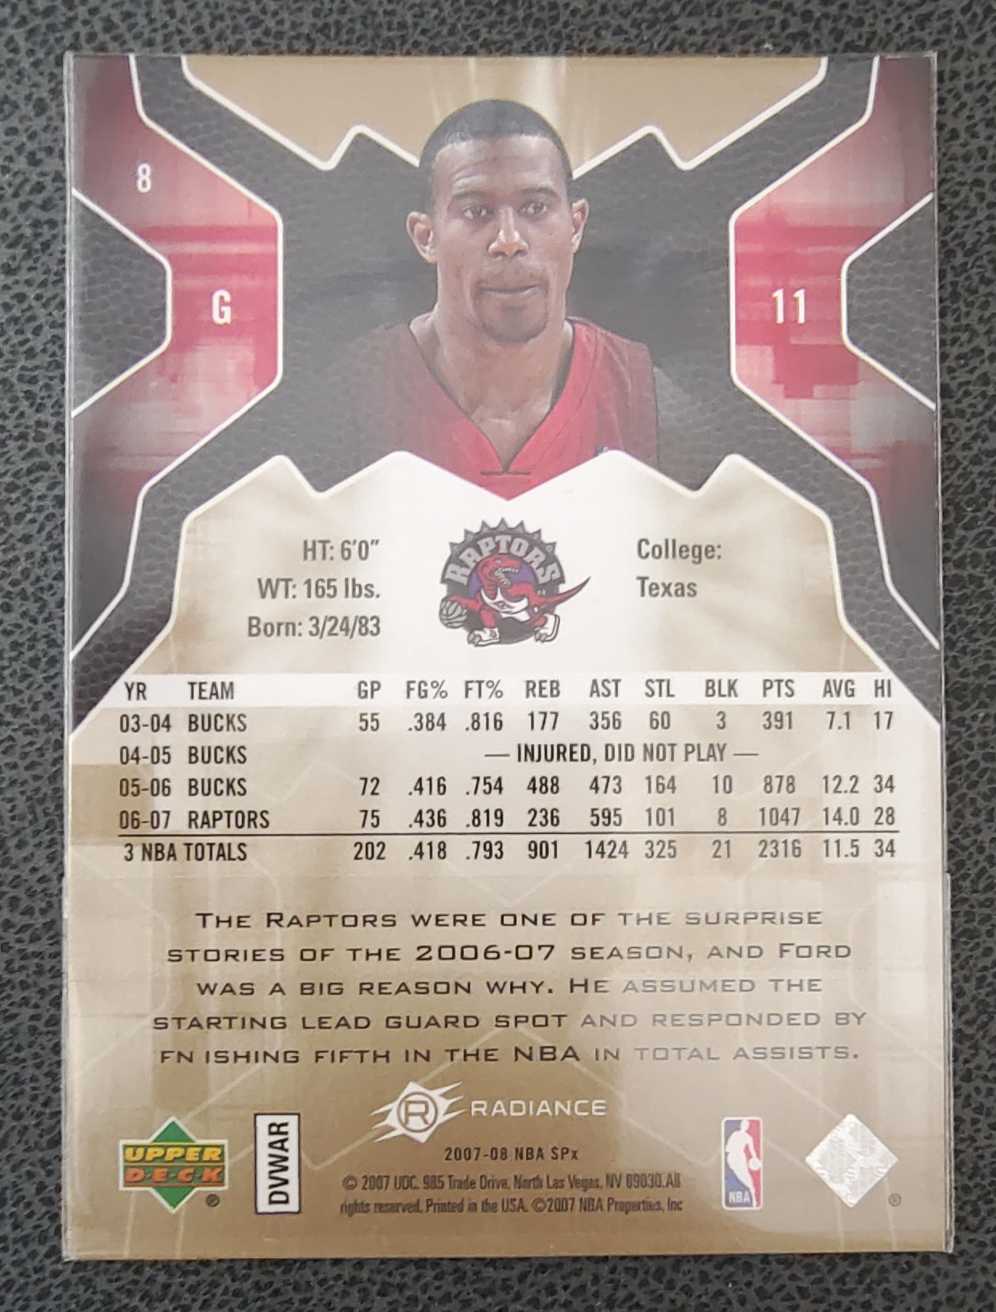 8
G
11
HT: 6'0"
WT: 165 lbs.
Born: 3/24/83
RAPTORS
College:
Texas
YR TEAM GP FG% FT% REB AST STL BLK PTS AVG HI
03-04 BUCKS 55 .384 .816 177 356 60 3 391 7.1 17
04-05 BUCKS — INJURED, DID NOT PLAY —
05-06 BUCKS 72 .416 .754 488 473 164 10 878 12.2 34
06-07 RAPTORS 75 .436 .819 236 595 101 8 1047 14.0 28
3 NBA TOTALS 202 .418 .793 901 1424 325 21 2316 11.5 34
THE RAPTORS WERE ONE OF THE SURPRISE
STORIES OF THE 2006-07 SEASON, AND FORD
WAS A BIG REASON WHY. HE ASSUMED THE
STARTING LEAD GUARD SPOT AND RESPONDED BY
FN ISHING FIFTH IN THE NBA IN TOTAL ASSISTS.
R RADIANCE
UPPER
DECK
®
DVWAR
2007-08 NBA SPx
© 2007 UDC. 985 Trade Drive, North Las Vegas, NV 89030. All
rights reserved. Printed in the USA. ©2007 NBA Properties, Inc
NBA
®